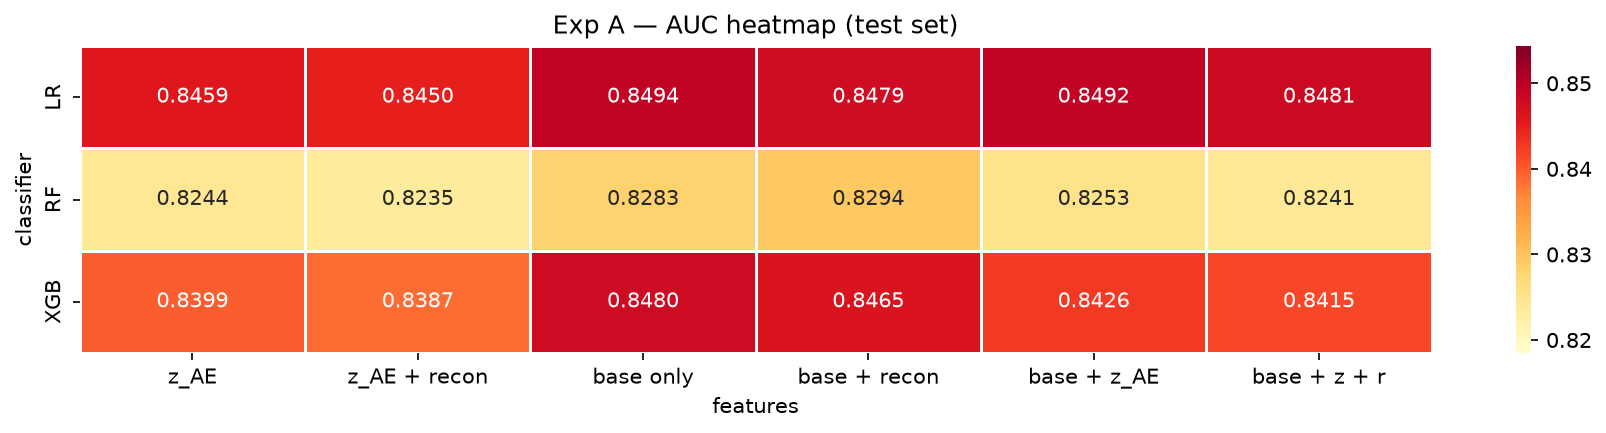 Exp A — AUC heatmap (test set)
classifier
LR 0.8459 0.8450 0.8494 0.8479 0.8492 0.8481
RF 0.8244 0.8235 0.8283 0.8294 0.8253 0.8241
XGB 0.8399 0.8387 0.8480 0.8465 0.8426 0.8415
z_AE z_AE + recon base only base + recon base + z_AE base + z + r
features
0.85
0.84
0.83
0.82